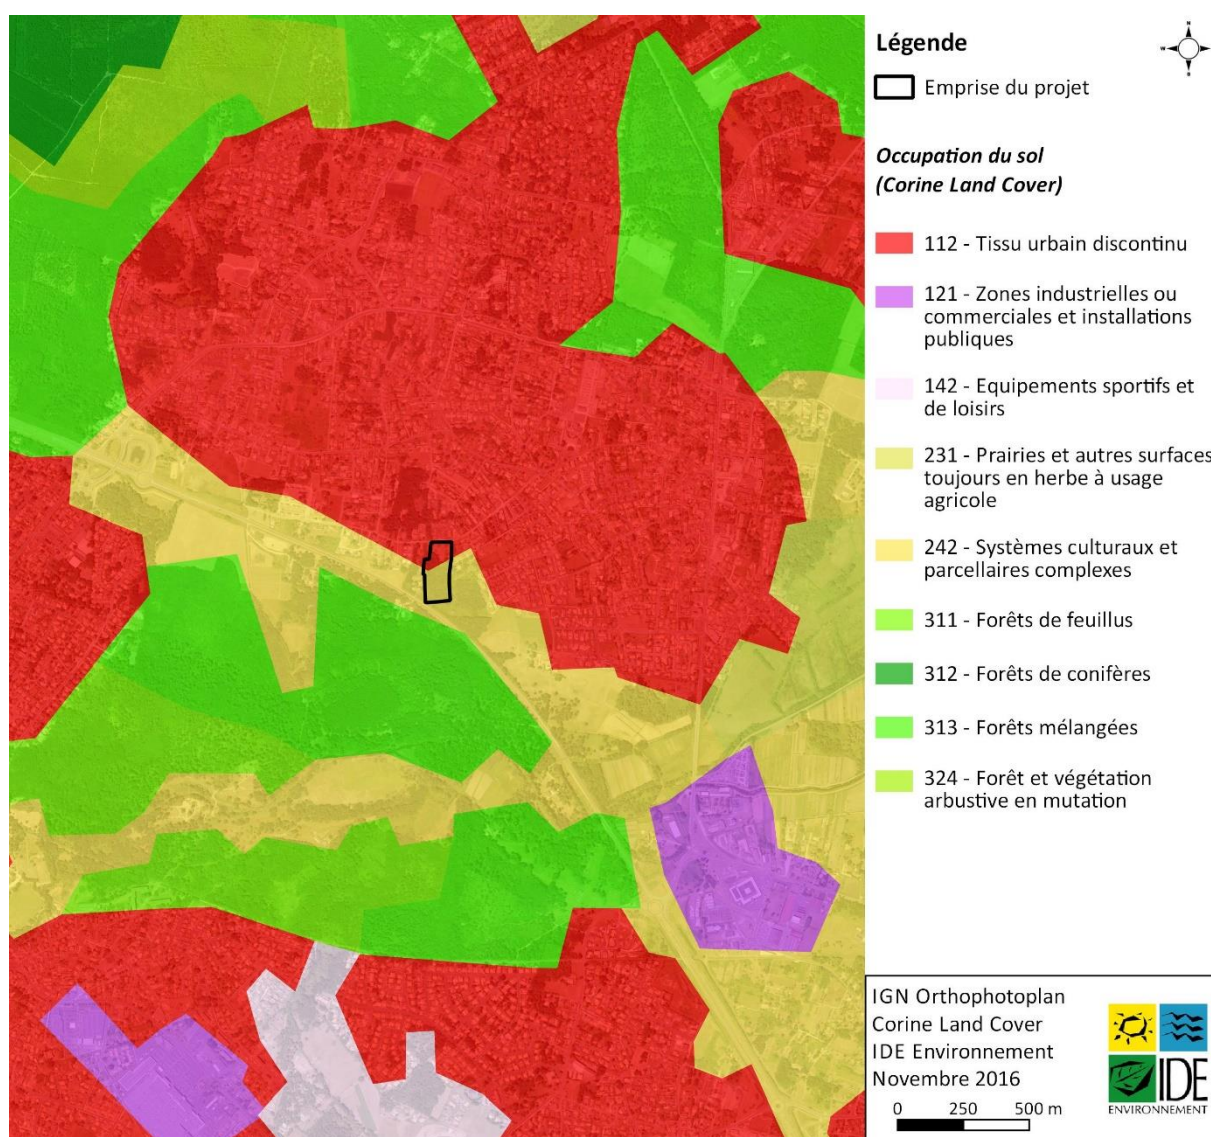 Légende
Emprise du projet
Occupation du sol
(Corine Land Cover)
112 - Tissu urbain discontinu
121 - Zones industrielles ou
commerciales et installations
publiques
142 - Equipements sportifs et
de loisirs
231 - Prairies et autres surfaces
toujours en herbe à usage
agricole
242 - Systèmes culturaux et
parcellaires complexes
311 - Forêts de feuillus
312 - Forêts de conifères
313 - Forêts mélangées
324 - Forêt et végétation
arbustive en mutation
IGN Orthophotoplan
Corine Land Cover
IDE Environnement
Novembre 2016
0 250 500 m
IDE
ENVIRONNEMENT